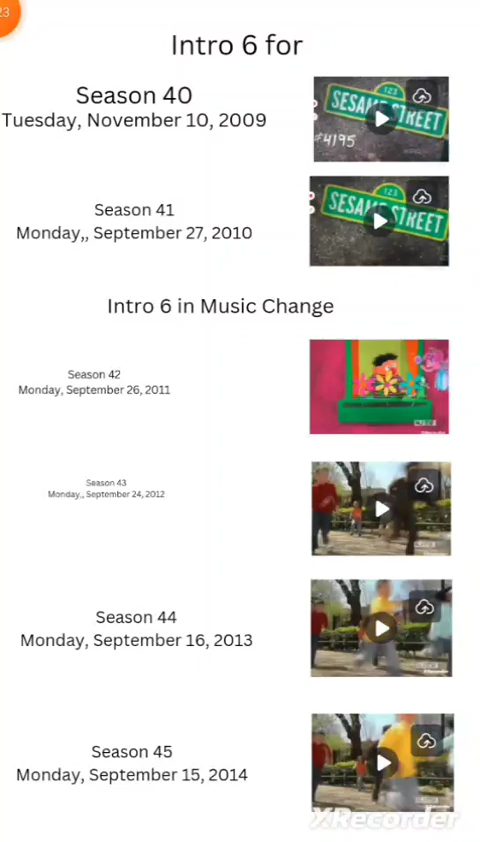 23
Intro 6 for
Season 40
Tuesday, November 10, 2009
123
SESAME STREET
#4195
Season 41
Monday,, September 27, 2010
123
SESAME STREET
Intro 6 in Music Change
Season 42
Monday, September 26, 2011
Season 43
Monday,, September 24, 2012
Season 44
Monday, September 16, 2013
Season 45
Monday, September 15, 2014
XRecorder